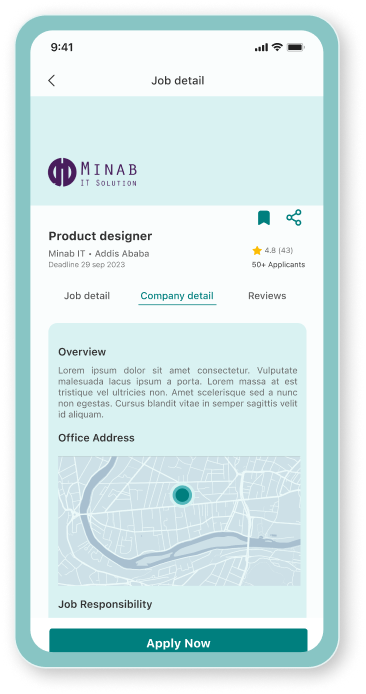 9:41
Job detail
MINAB
IT SOLUTION
Product designer
4.8 (43)
Minab IT • Addis Ababa
Deadline 29 sep 2023
50+ Applicants
Job detail Company detail Reviews
Overview
Lorem ipsum dolor sit amet consectetur. Vulputate
malesuada lacus ipsum a porta. Lorem massa at est
tristique vel ultricies non. Amet scelerisque sed a nunc
non egestas. Cursus blandit vitae in semper sagittis velit
id aliquam.
Office Address
Job Responsibility
Apply Now